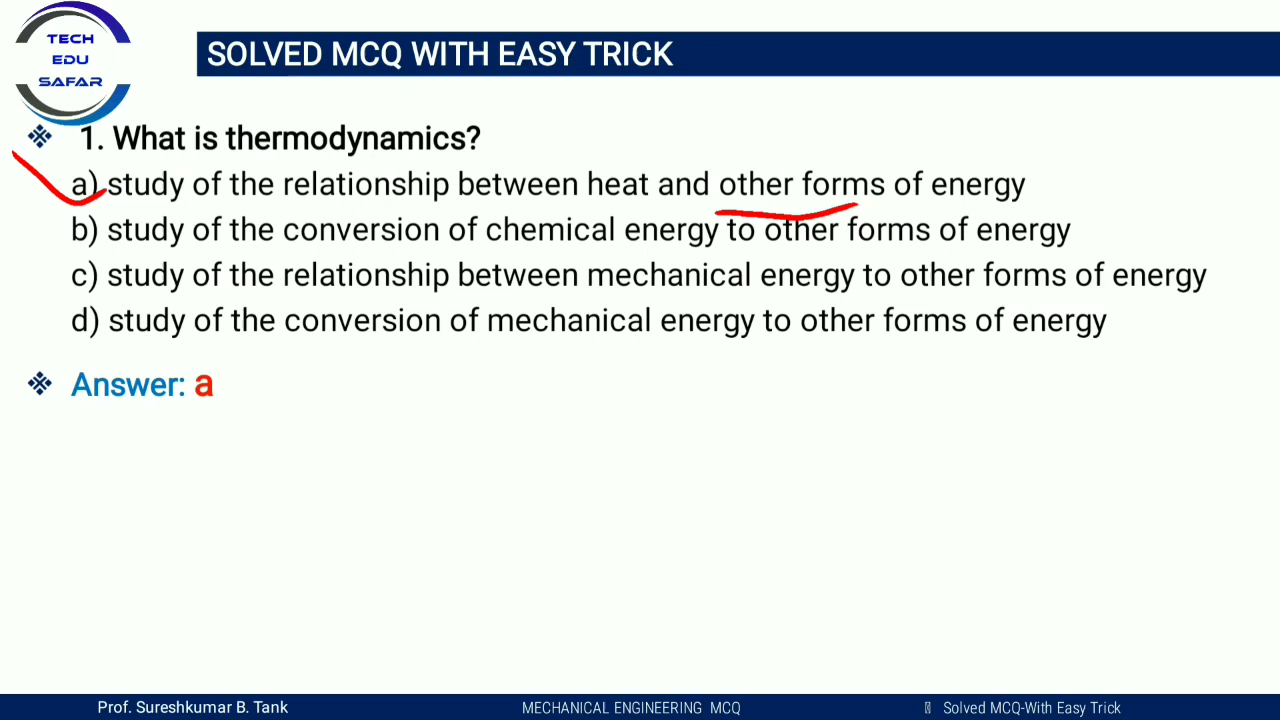 TECH
EDU
SAFAR
SOLVED MCQ WITH EASY TRICK
1. What is thermodynamics?
a) study of the relationship between heat and other forms of energy
b) study of the conversion of chemical energy to other forms of energy
c) study of the relationship between mechanical energy to other forms of energy
d) study of the conversion of mechanical energy to other forms of energy
Answer: a
Prof. Sureshkumar B. Tank MECHANICAL ENGINEERING MCQ Solved MCQ-With Easy Trick